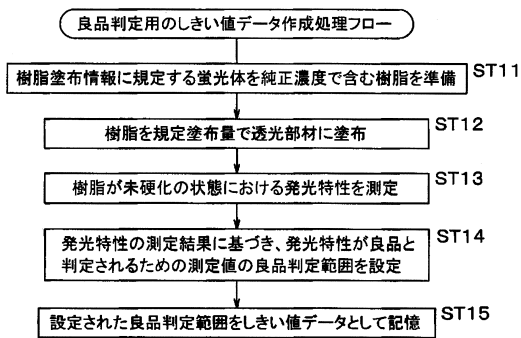 良品判定用のしきい値データ作成処理フロー
ST11
樹脂塗布情報に規定する蛍光体を純正濃度で含む樹脂を準備
ST12
樹脂を規定塗布量で透光部材に塗布
ST13
樹脂が未硬化の状態における発光特性を測定
ST14
発光特性の測定結果に基づき、発光特性が良品と
判定されるための測定値の良品判定範囲を設定
ST15
設定された良品判定範囲をしきい値データとして記憶